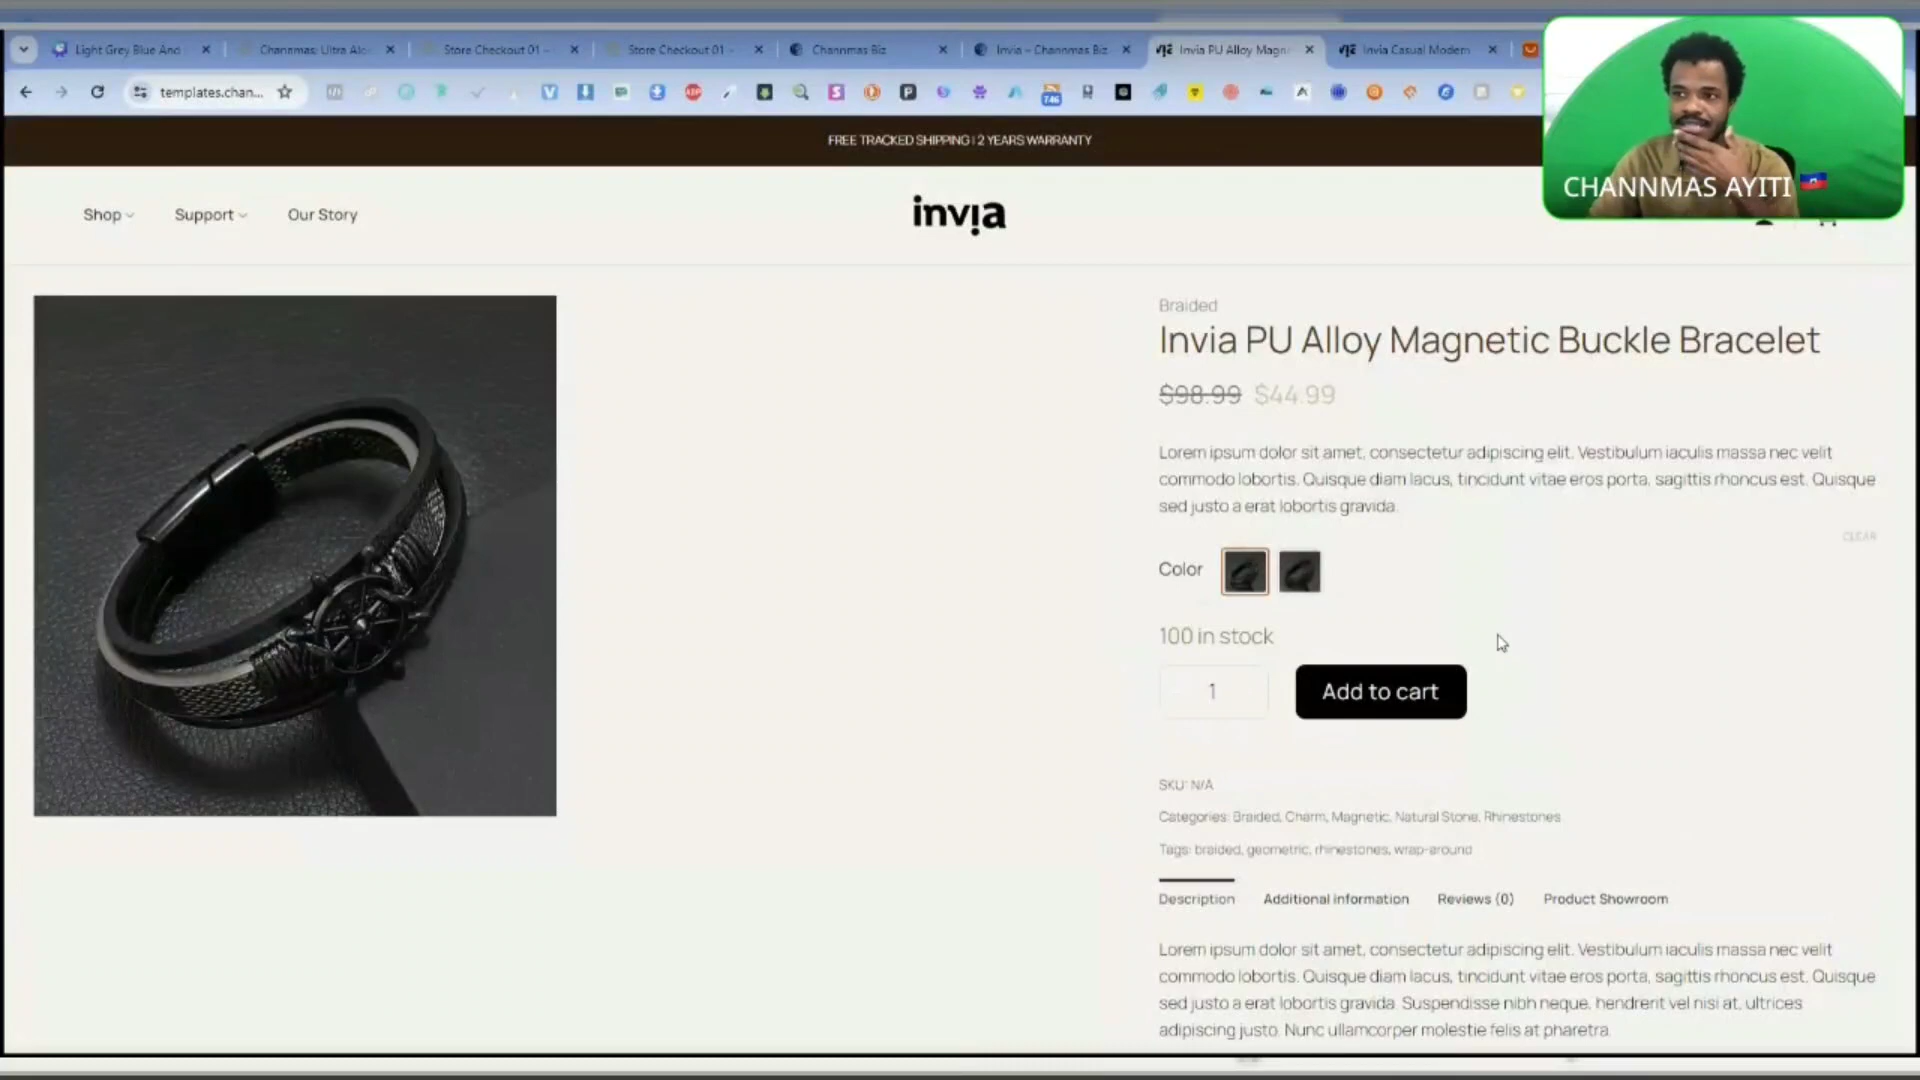 Light Grey Blue And
Channmas: Ultra Alo
Store Checkout 01 –
Store Checkout 01 –
Channmas Biz
Invia – Channmas Biz
Invia PU Alloy Magn
Invia Casual Modern
templates.chan...
746
CHANNMAS AYITI
FREE TRACKED SHIPPING | 2 YEARS WARRANTY
Shop
Support
Our Story
invia
Braided
Invia PU Alloy Magnetic Buckle Bracelet
$98.99 $44.99
Lorem ipsum dolor sit amet, consectetur adipiscing elit. Vestibulum iaculis massa nec velit
commodo lobortis. Quisque diam lacus, tincidunt vitae eros porta, sagittis rhoncus est. Quisque
sed justo a erat lobortis gravida.
CLEAR
Color
100 in stock
1
Add to cart
SKU: N/A
Categories: Braided, Charm, Magnetic, Natural Stone, Rhinestones
Tags: braided, geometric, rhinestones, wrap-around
Description
Additional information
Reviews (0)
Product Showroom
Lorem ipsum dolor sit amet, consectetur adipiscing elit. Vestibulum iaculis massa nec velit
commodo lobortis. Quisque diam lacus, tincidunt vitae eros porta, sagittis rhoncus est. Quisque
sed justo a erat lobortis gravida. Suspendisse nibh neque, hendrerit vel nisi at, ultrices
adipiscing justo. Nunc ullamcorper molestie felis at pharetra.